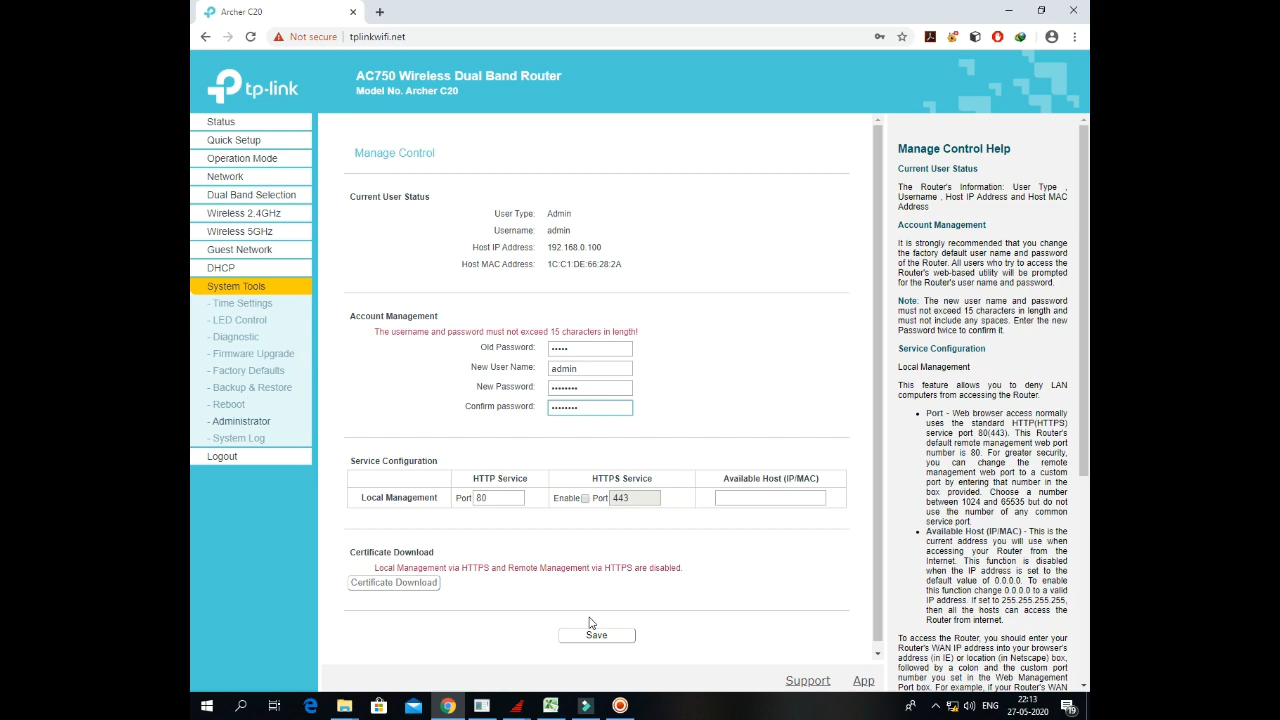 Archer C20
Not secure | tplinkwifi.net
tp-link
AC750 Wireless Dual Band Router
Model No. Archer C20
Status
Quick Setup
Operation Mode
Network
Dual Band Selection
Wireless 2.4GHz
Wireless 5GHz
Guest Network
DHCP
System Tools
- Time Settings
- LED Control
- Diagnostic
- Firmware Upgrade
- Factory Defaults
- Backup & Restore
- Reboot
- Administrator
- System Log
Logout
Manage Control
Current User Status
User Type: Admin
Username: admin
Host IP Address: 192.168.0.100
Host MAC Address: 1C:C1:DE:66:28:2A
Account Management
The username and password must not exceed 15 characters in length!
Old Password: •••••
New User Name: admin
New Password: ••••••••
Confirm password: ••••••••
Service Configuration
HTTP Service HTTPS Service Available Host (IP/MAC)
Local Management Port 80 Enable Port 443
Certificate Download
Local Management via HTTPS and Remote Management via HTTPS are disabled.
Certificate Download
Save
Support App
Manage Control Help
Current User Status
The Router's Information: User Type ,
Username , Host IP Address and Host MAC
Address
Account Management
It is strongly recommended that you change
the factory default user name and password
of the Router. All users who try to access the
Router's web-based utility will be prompted
for the Router's user name and password.
Note: The new user name and password
must not exceed 15 characters in length and
must not include any spaces. Enter the new
Password twice to confirm it.
Service Configuration
Local Management
This feature allows you to deny LAN
computers from accessing the Router.
• Port - Web browser access normally
uses the standard HTTP(HTTPS)
service port 80(443). This Router's
default remote management web port
number is 80. For greater security,
you can change the remote
management web port to a custom
port by entering that number in the
box provided. Choose a number
between 1024 and 65535 but do not
use the number of any common
service port.
• Available Host (IP/MAC) - This is the
current address you will use when
accessing your Router from the
Internet. This function is disabled
when the IP address is set to the
default value of 0.0.0.0. To enable
this function change 0.0.0.0 to a valid
IP address. If set to 255.255.255.255,
then all the hosts can access the
Router from internet.
To access the Router, you should enter your
Router's WAN IP address into your browser's
address (in IE) or location (in Netscape) box,
followed by a colon and the custom port
number you set in the Web Management
Port box. For example, if your Router's WAN
ENG
22:13
27-05-2020
19